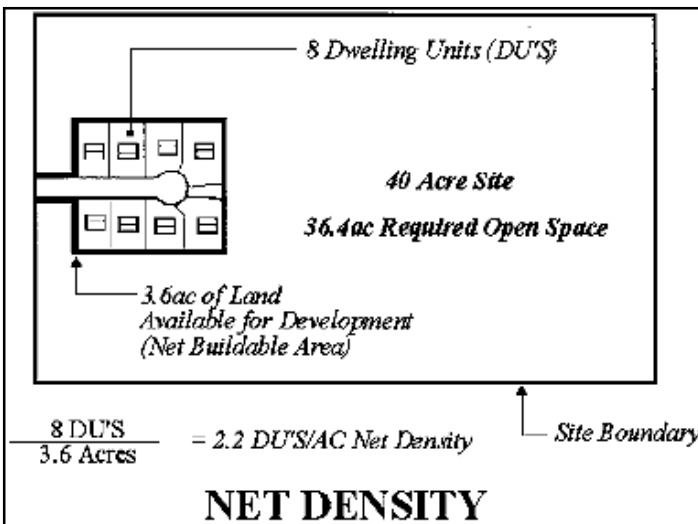 8 Dwelling Units (DU'S)
40 Acre Site
36.4ac Required Open Space
3.6ac of Land
Available for Development
(Net Buildable Area)
8 DU'S
3.6 Acres
= 2.2 DU'S/AC Net Density
Site Boundary
NET DENSITY